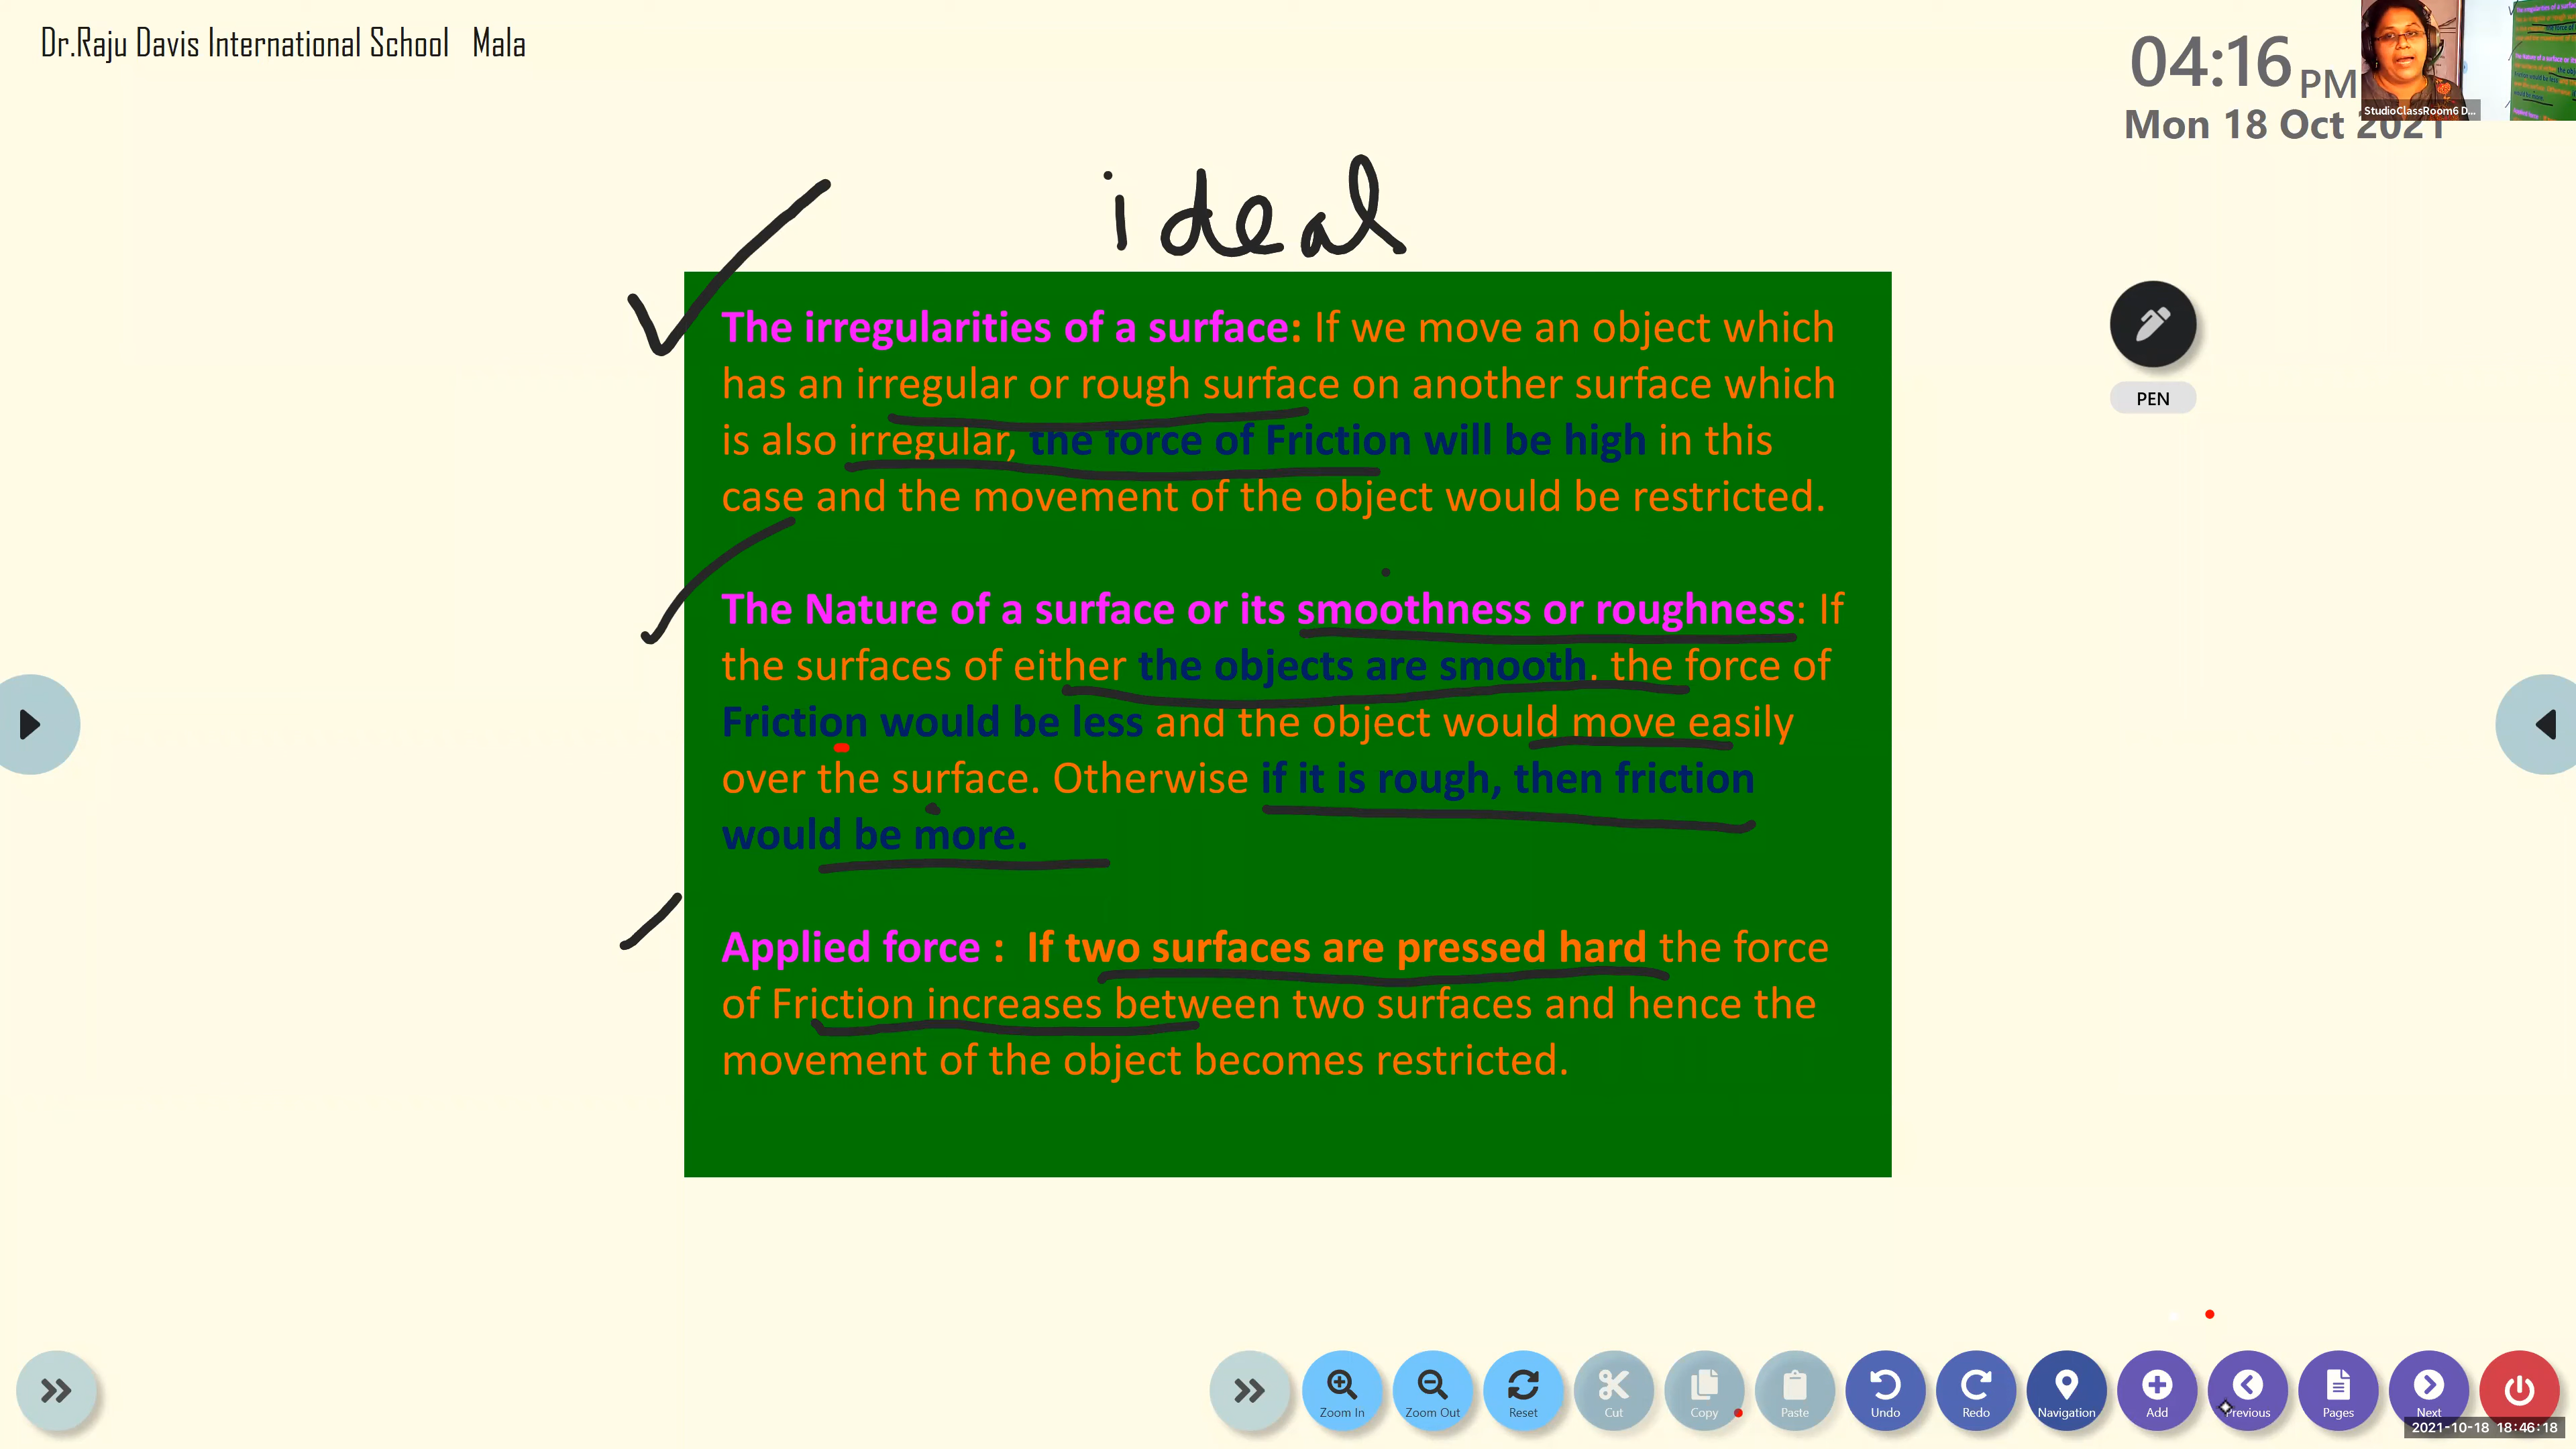 Dr.Raju Davis International School Mala
04:16 PM
Mon 18 Oct 2021
StudioClassRoom6 D...
ideal
The irregularities of a surface: If we move an object which
has an irregular or rough surface on another surface which
is also irregular, the force of Friction will be high in this
case and the movement of the object would be restricted.
The Nature of a surface or its smoothness or roughness: If
the surfaces of either the objects are smooth. the force of
Friction would be less and the object would move easily
over the surface. Otherwise if it is rough, then friction
would be more.
Applied force : If two surfaces are pressed hard the force
of Friction increases between two surfaces and hence the
movement of the object becomes restricted.
PEN
Zoom In Zoom Out Reset Cut Copy Paste Undo Redo Navigation Add Previous Pages Next
2021-10-18 18:46:18